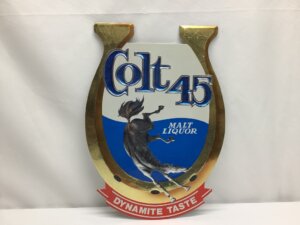 Colt 45
MALT
LIQUOR
DYNAMITE TASTE